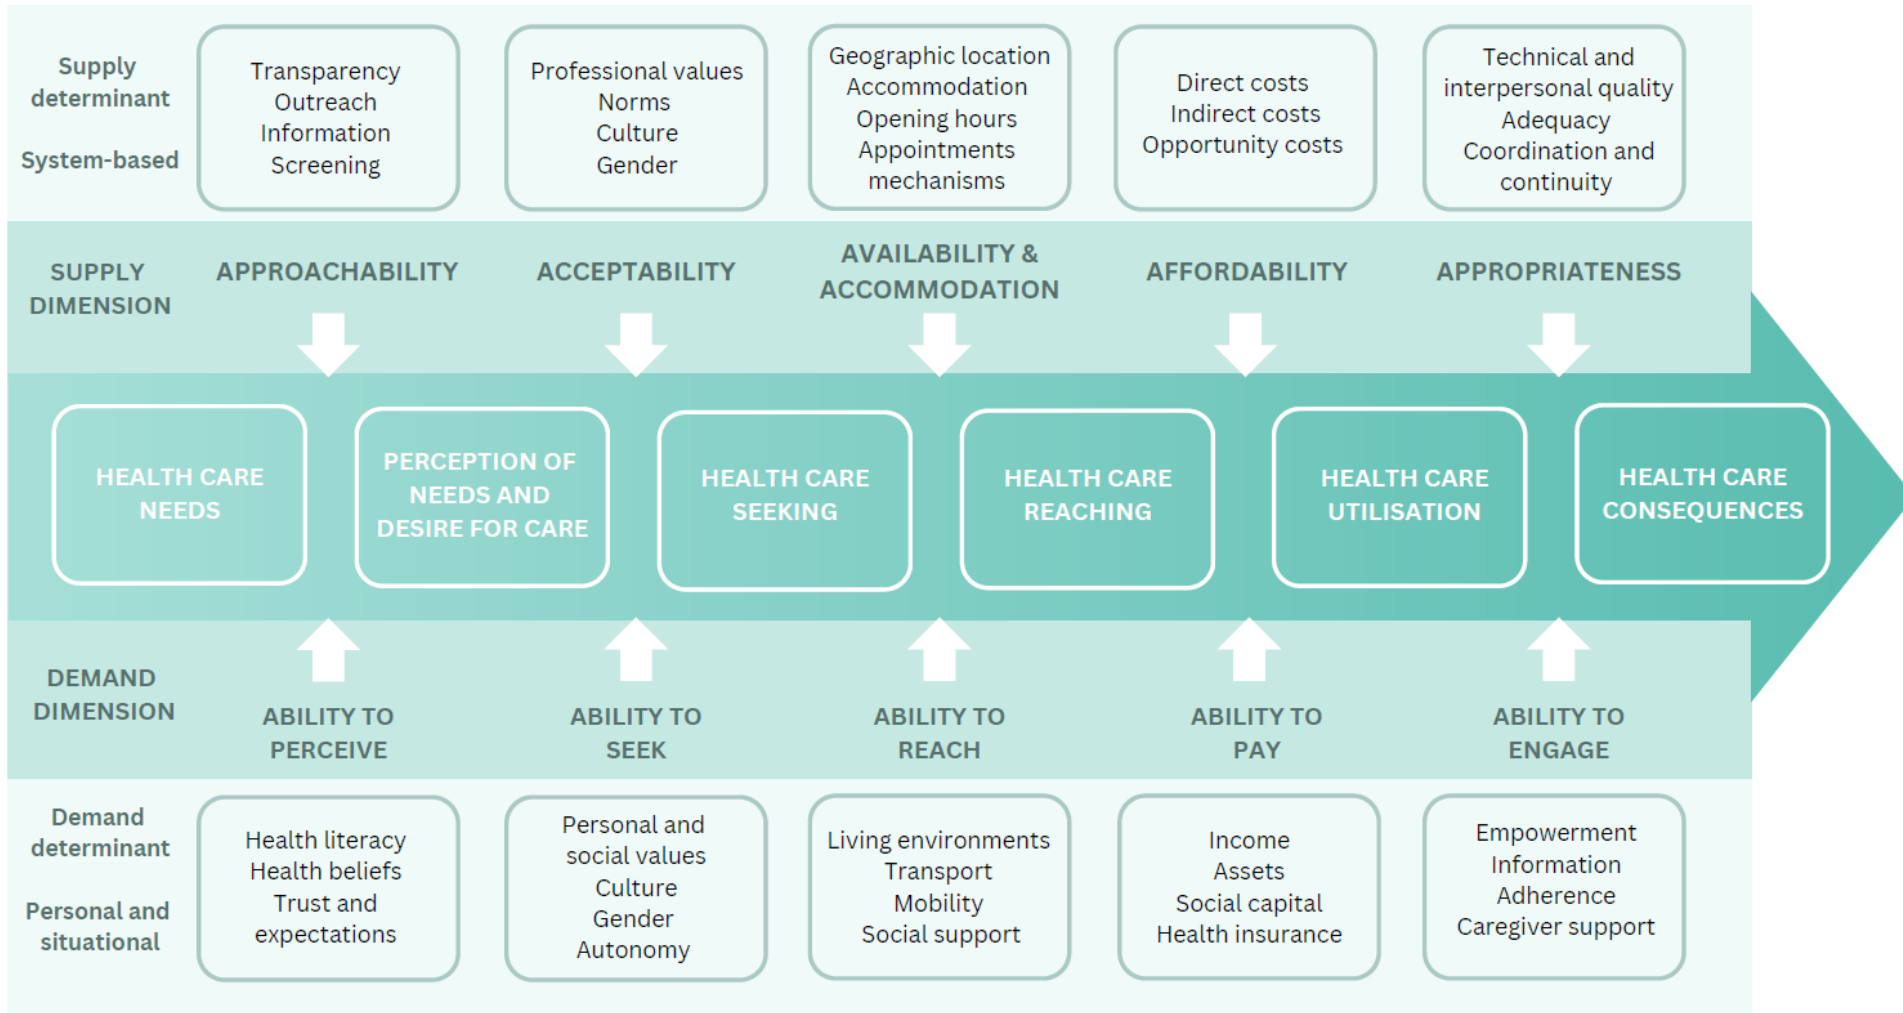 Supply
determinant
System-based
Transparency
Outreach
Information
Screening
Professional values
Norms
Culture
Gender
Geographic location
Accommodation
Opening hours
Appointments
mechanisms
Direct costs
Indirect costs
Opportunity costs
Technical and
interpersonal quality
Adequacy
Coordination and
continuity
SUPPLY
DIMENSION
APPROACHABILITY
ACCEPTABILITY
AVAILABILITY &
ACCOMMODATION
AFFORDABILITY
APPROPRIATENESS
HEALTH CARE
NEEDS
PERCEPTION OF
NEEDS AND
DESIRE FOR CARE
HEALTH CARE
SEEKING
HEALTH CARE
REACHING
HEALTH CARE
UTILISATION
HEALTH CARE
CONSEQUENCES
DEMAND
DIMENSION
ABILITY TO
PERCEIVE
ABILITY TO
SEEK
ABILITY TO
REACH
ABILITY TO
PAY
ABILITY TO
ENGAGE
Demand
determinant
Personal and
situational
Health literacy
Health beliefs
Trust and
expectations
Personal and
social values
Culture
Gender
Autonomy
Living environments
Transport
Mobility
Social support
Income
Assets
Social capital
Health insurance
Empowerment
Information
Adherence
Caregiver support